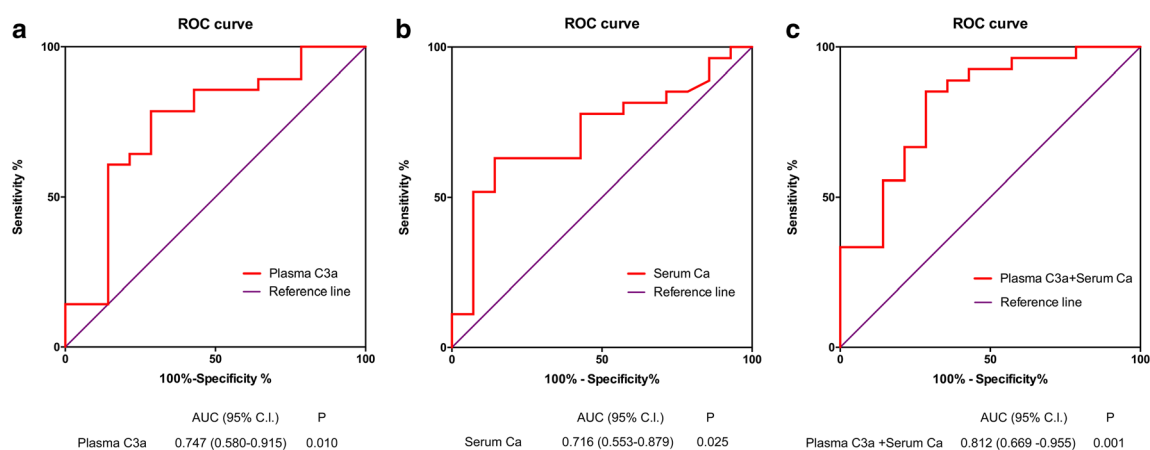 a
ROC curve
100
50
0
Sensitivity %
Plasma C3a
Reference line
0
50
100
100%-Specificity %
AUC (95% C.I.)
P
Plasma C3a
0.747 (0.580-0.915)
0.010
b
ROC curve
100
50
0
Sensitivity %
Serum Ca
Reference line
0
50
100
100% - Specificity%
AUC (95% C.I.)
P
Serum Ca
0.716 (0.553-0.879)
0.025
c
ROC curve
100
50
0
Sensitivity %
Plasma C3a+Serum Ca
Reference line
0
50
100
100% - Specificity%
AUC (95% C.I.)
P
Plasma C3a +Serum Ca
0.812 (0.669 -0.955)
0.001